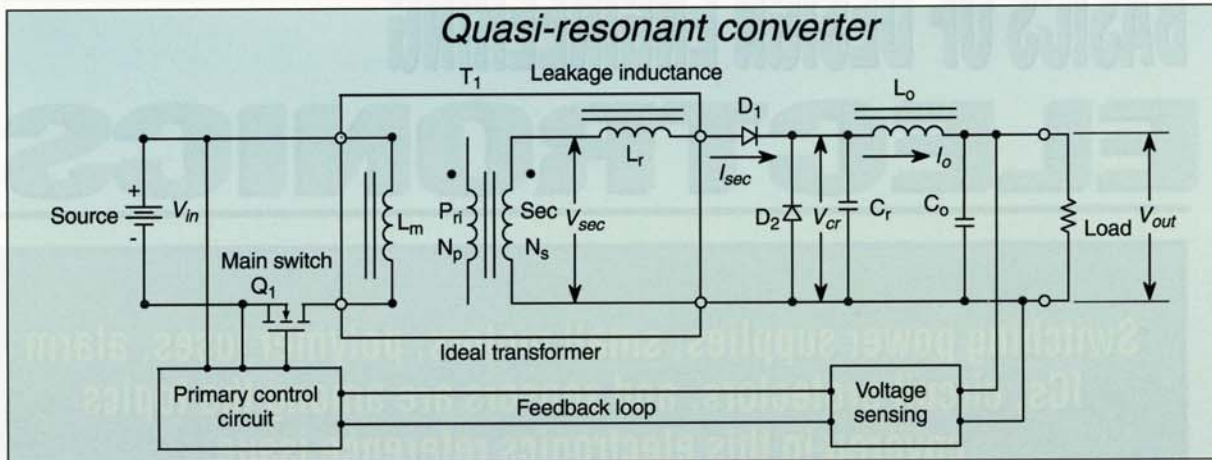 Quasi-resonant converter
T1
Leakage inductance
D1
Lo
Lr
Isec
Io
+
Source
Vin
-
Lm
Pri
Np
Sec
Ns
Vsec
D2
Vcr
Cr
Co
Load
Vout
Main switch
Q1
Ideal transformer
Primary control
circuit
Feedback loop
Voltage
sensing